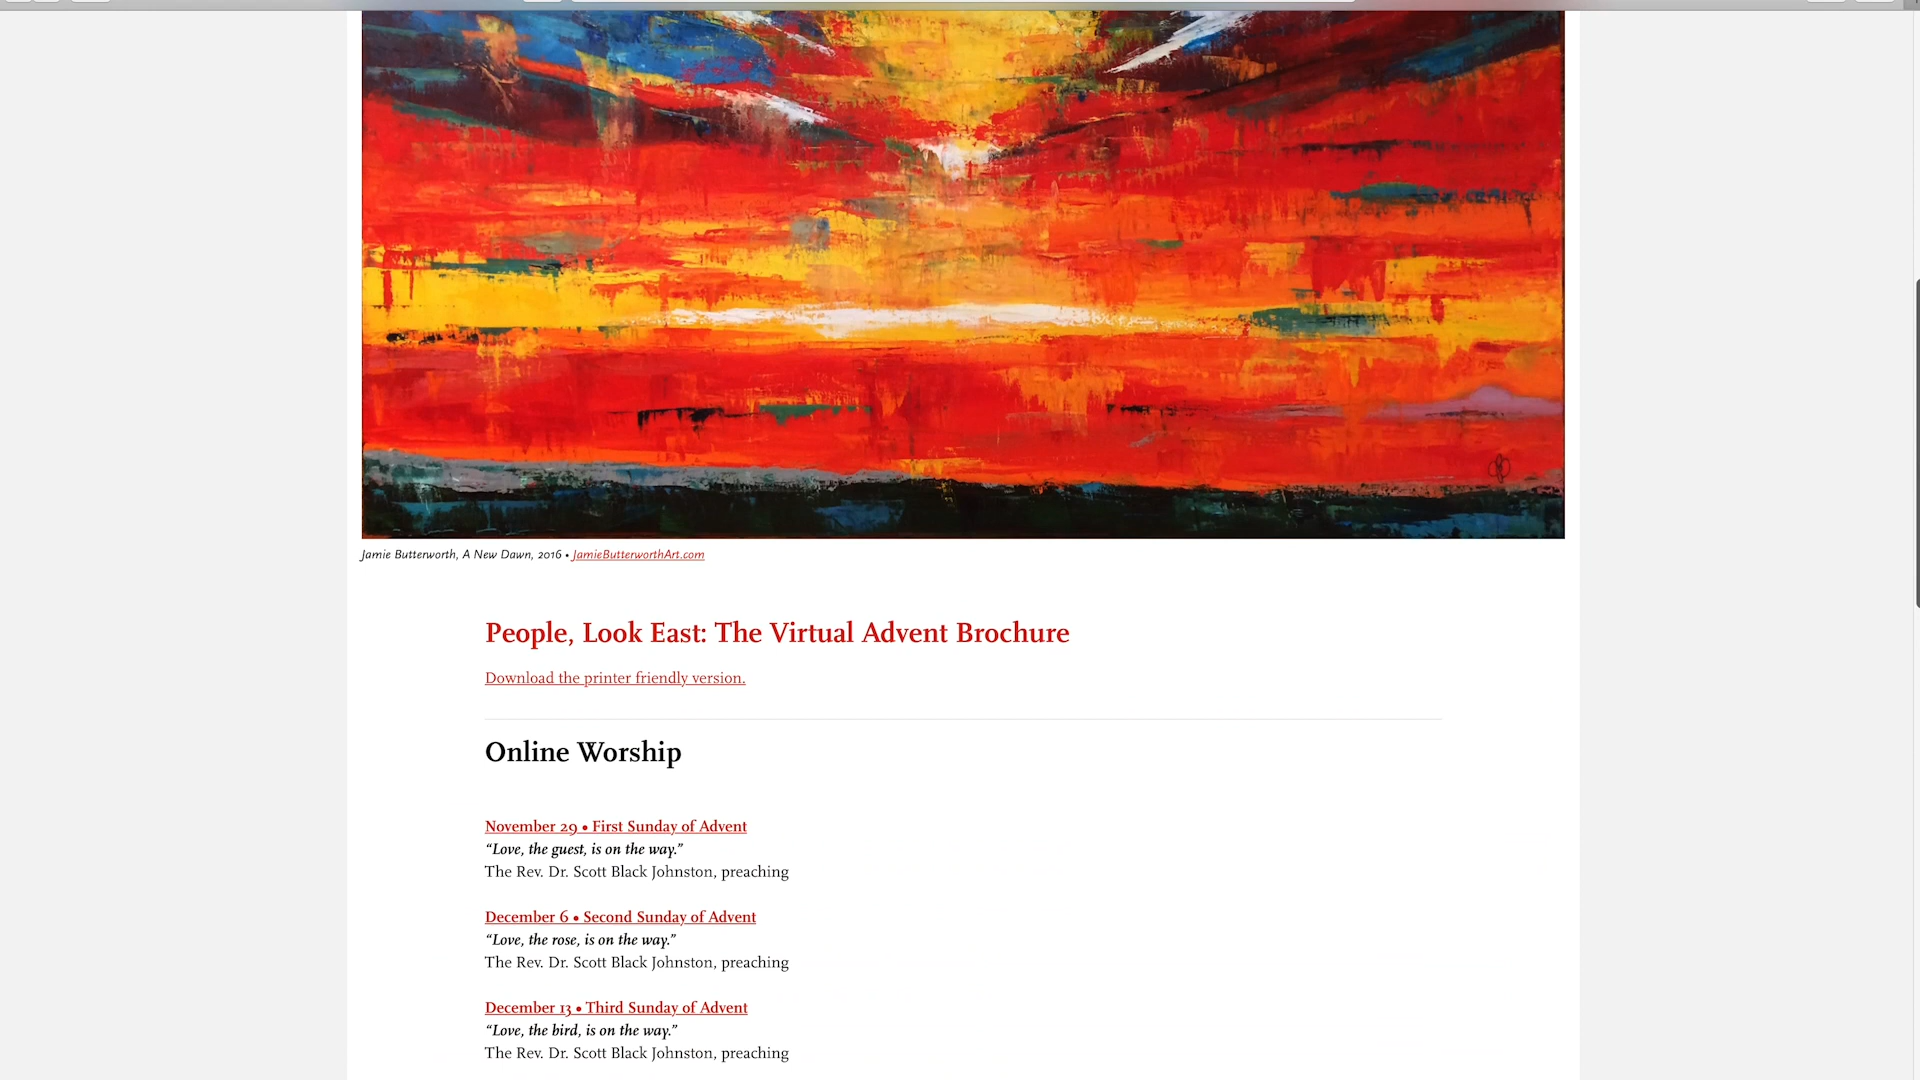 Jamie Butterworth, A New Dawn, 2016 • JamieButterworthArt.com
People, Look East: The Virtual Advent Brochure
Download the printer friendly version.
Online Worship
November 29 • First Sunday of Advent
“Love, the guest, is on the way.”
The Rev. Dr. Scott Black Johnston, preaching
December 6 • Second Sunday of Advent
“Love, the rose, is on the way.”
The Rev. Dr. Scott Black Johnston, preaching
December 13 • Third Sunday of Advent
“Love, the bird, is on the way.”
The Rev. Dr. Scott Black Johnston, preaching